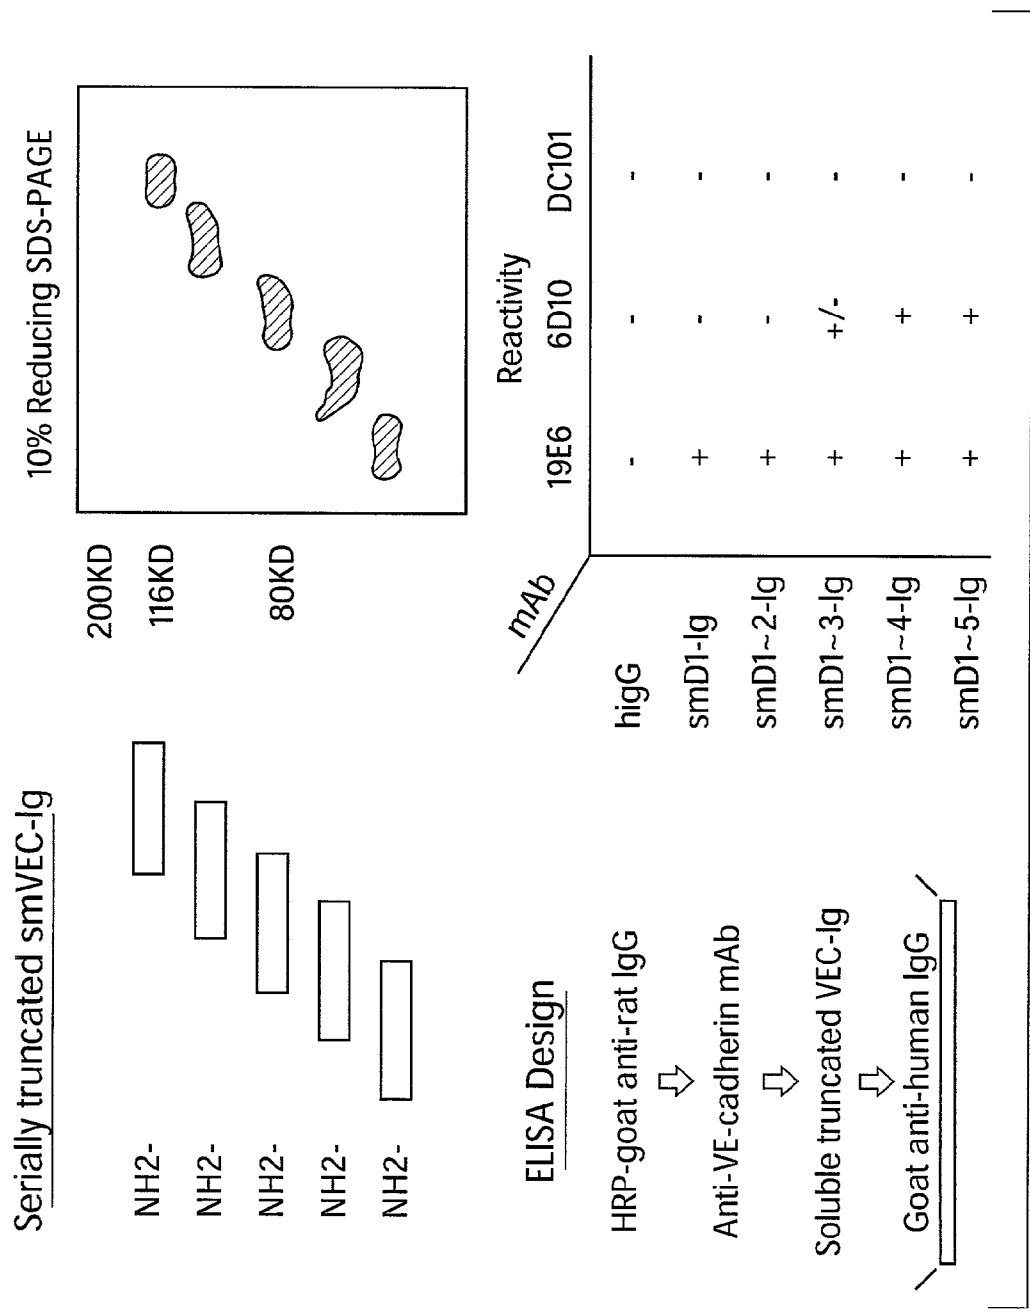 Serially truncated smVEC-Ig
NH2-
NH2-
NH2-
NH2-
NH2-
10% Reducing SDS-PAGE
200KD
116KD
80KD
ELISA Design
HRP-goat anti-rat IgG
Anti-VE-cadherin mAb
Soluble truncated VEC-Ig
Goat anti-human IgG
Reactivity
mAb 19E6 6D10 DC101
higG - - -
smD1-Ig + - -
smD1~2-Ig + - -
smD1~3-Ig + +/- -
smD1~4-Ig + + -
smD1~5-Ig + + -